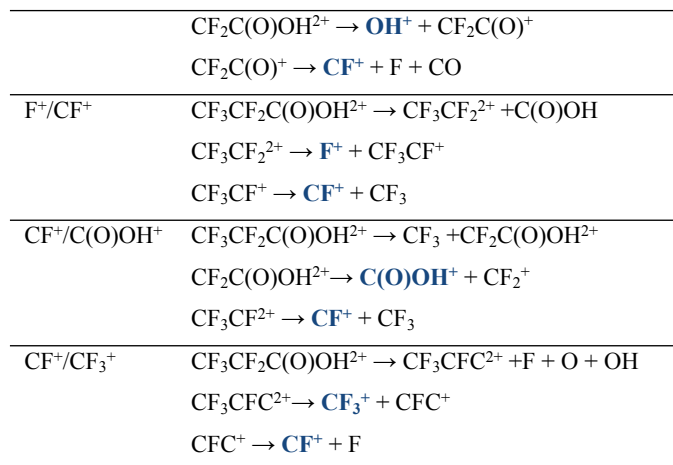 CF₂C(O)OH²⁺ → OH⁺ + CF₂C(O)⁺
CF₂C(O)⁺ → CF⁺ + F + CO
F⁺/CF⁺ CF₃CF₂C(O)OH²⁺ → CF₃CF₂²⁺ +C(O)OH
CF₃CF₂²⁺ → F⁺ + CF₃CF⁺
CF₃CF⁺ → CF⁺ + CF₃
CF⁺/C(O)OH⁺ CF₃CF₂C(O)OH²⁺ → CF₃ +CF₂C(O)OH²⁺
CF₂C(O)OH²⁺→ C(O)OH⁺ + CF₂⁺
CF₃CF²⁺ → CF⁺ + CF₃
CF⁺/CF₃⁺ CF₃CF₂C(O)OH²⁺ → CF₃CFC²⁺ +F + O + OH
CF₃CFC²⁺→ CF₃⁺ + CFC⁺
CFC⁺ → CF⁺ + F